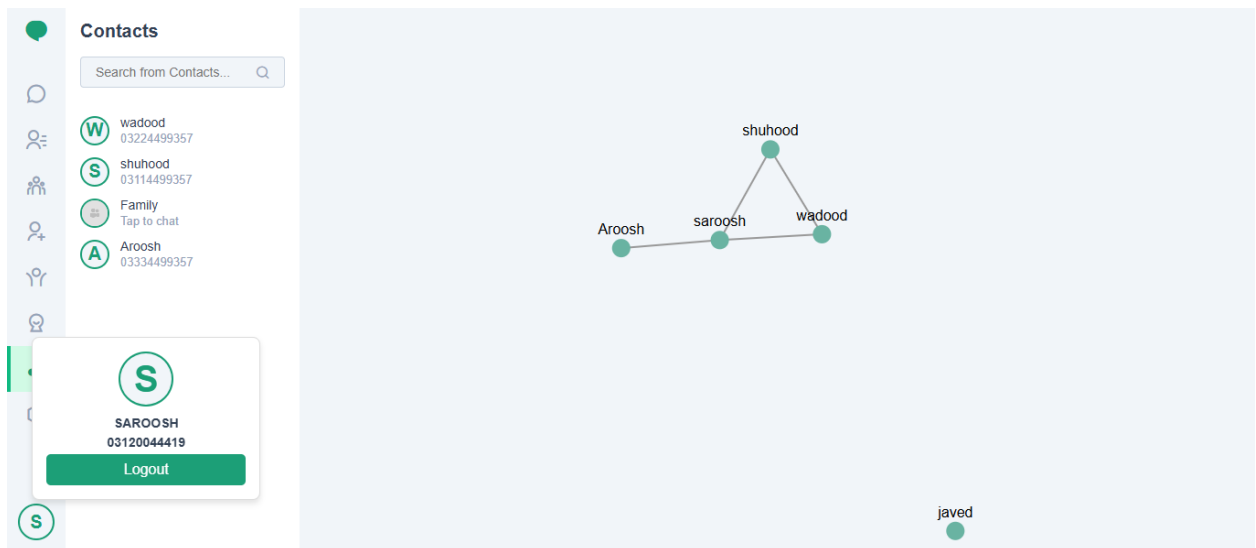 Contacts
Search from Contacts...
W
wadood
03224499357
S
shuhood
03114499357
Family
Tap to chat
A
Aroosh
03334499357
S
SAROOSH
03120044419
Logout
S
shuhood
Aroosh
saroosh
wadood
javed